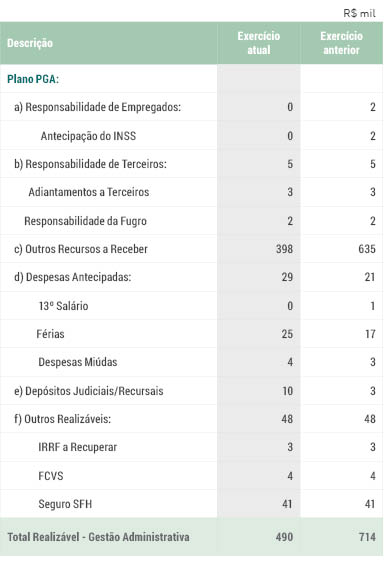 R$ mil
Descrição Exercício atual Exercício anterior
Plano PGA:
a) Responsabilidade de Empregados: 0 2
Antecipação do INSS 0 2
b) Responsabilidade de Terceiros: 5 5
Adiantamentos a Terceiros 3 3
Responsabilidade da Fugro 2 2
c) Outros Recursos a Receber 398 635
d) Despesas Antecipadas: 29 21
13º Salário 0 1
Férias 25 17
Despesas Miúdas 4 3
e) Depósitos Judiciais/Recursais 10 3
f) Outros Realizáveis: 48 48
IRRF a Recuperar 3 3
FCVS 4 4
Seguro SFH 41 41
Total Realizável - Gestão Administrativa 490 714